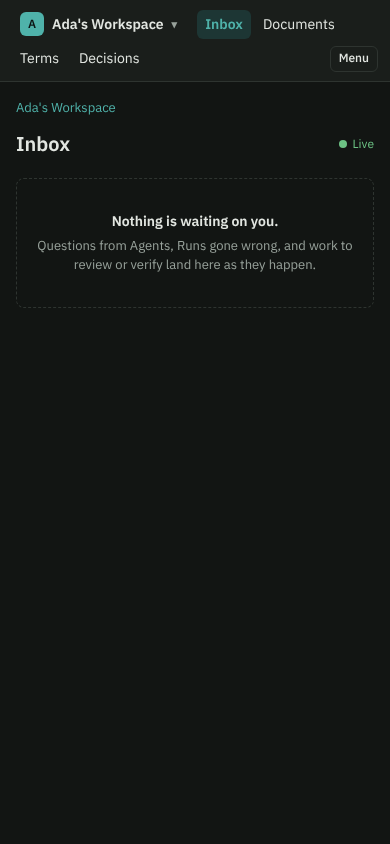 A Ada's Workspace ▾ Inbox Documents
Terms Decisions Menu
Ada's Workspace
Inbox Live
Nothing is waiting on you.
Questions from Agents, Runs gone wrong, and work to
review or verify land here as they happen.